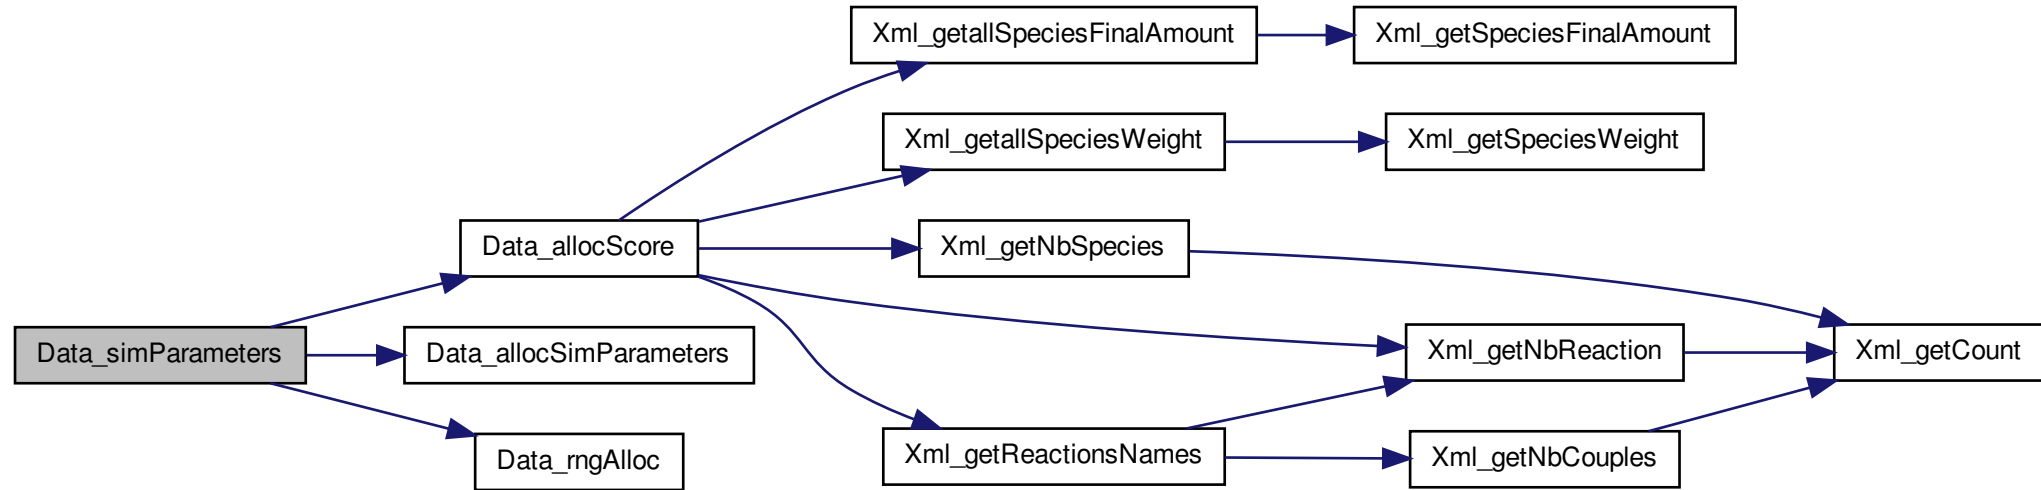 Xml_getallSpeciesFinalAmount
Xml_getSpeciesFinalAmount
Xml_getallSpeciesWeight
Xml_getSpeciesWeight
Data_allocScore
Xml_getNbSpecies
Data_simParameters
Data_allocSimParameters
Xml_getNbReaction
Xml_getCount
Data_rngAlloc
Xml_getReactionsNames
Xml_getNbCouples